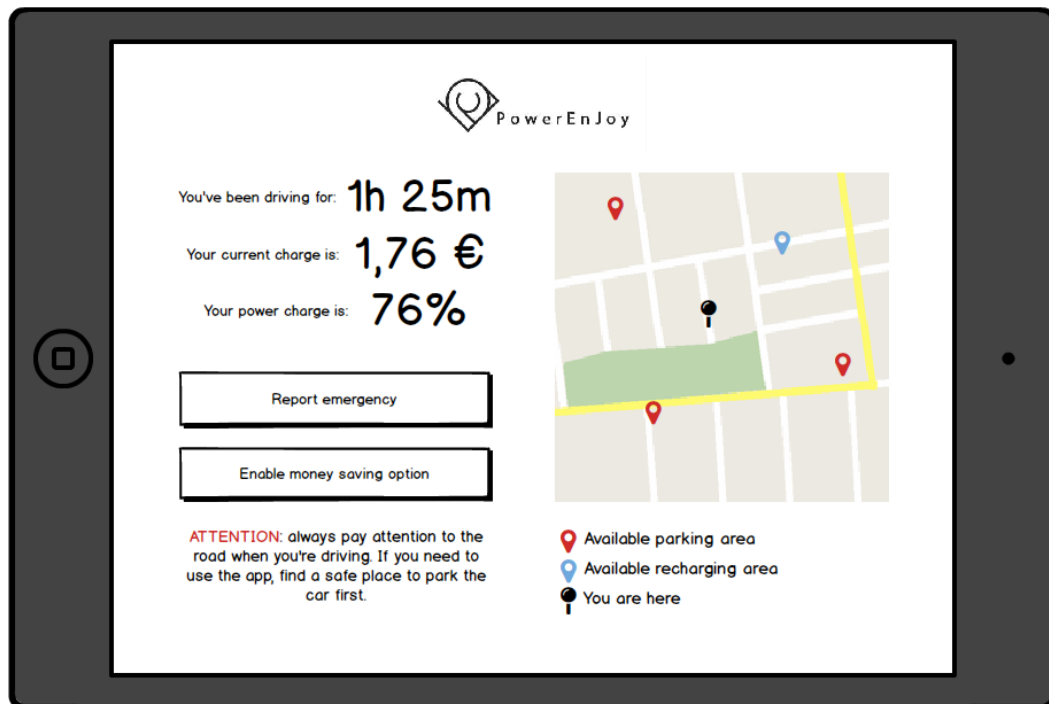 PowerEnJoy
You've been driving for: 1h 25m
Your current charge is: 1,76 €
Your power charge is: 76%
Report emergency
Enable money saving option
ATTENTION: always pay attention to the
road when you're driving. If you need to
use the app, find a safe place to park the
car first.
Available parking area
Available recharging area
You are here